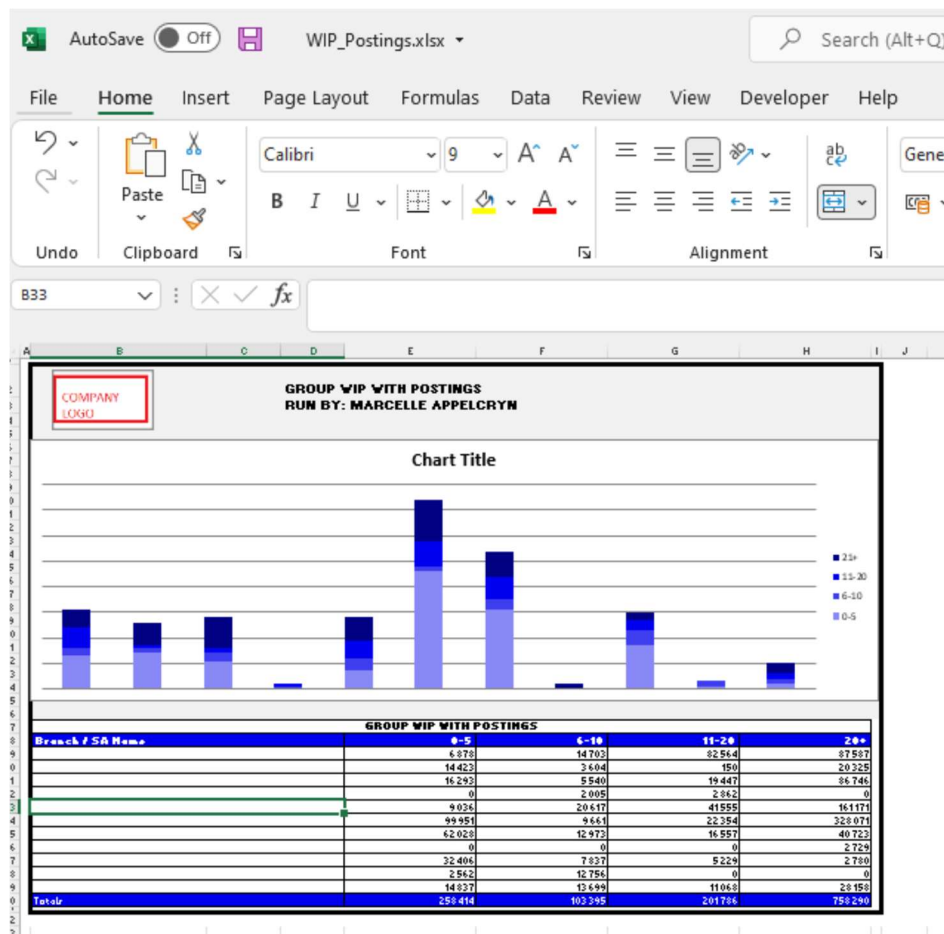 AutoSave Off WIP_Postings.xlsx Search (Alt+Q)
File Home Insert Page Layout Formulas Data Review View Developer Help
Calibri 9 A A ab Gene
Paste B I U A
Undo Clipboard Font Alignment
B33 fx
A B C D E F G H I J
COMPANY
LOGO
GROUP WIP WITH POSTINGS
RUN BY: MARCELLE APPELCRYN
Chart Title
21+
11-20
6-10
0-5
GROUP WIP WITH POSTINGS
Branch / SA Name 0-5 6-10 11-20 20+
6 878 14 703 82 564 87 587
14 423 3 604 150 20 325
16 293 5 540 19 447 86 746
0 2 005 2 862 0
9 036 20 617 41555 161171
99 951 9 661 22 354 328 071
62 028 12 973 16 557 40 723
0 0 0 2 729
32 406 7 837 5 229 2 780
2 562 12 756 0 0
14 837 13 699 11 068 28 158
Totals 258 414 103 395 201 786 758 290